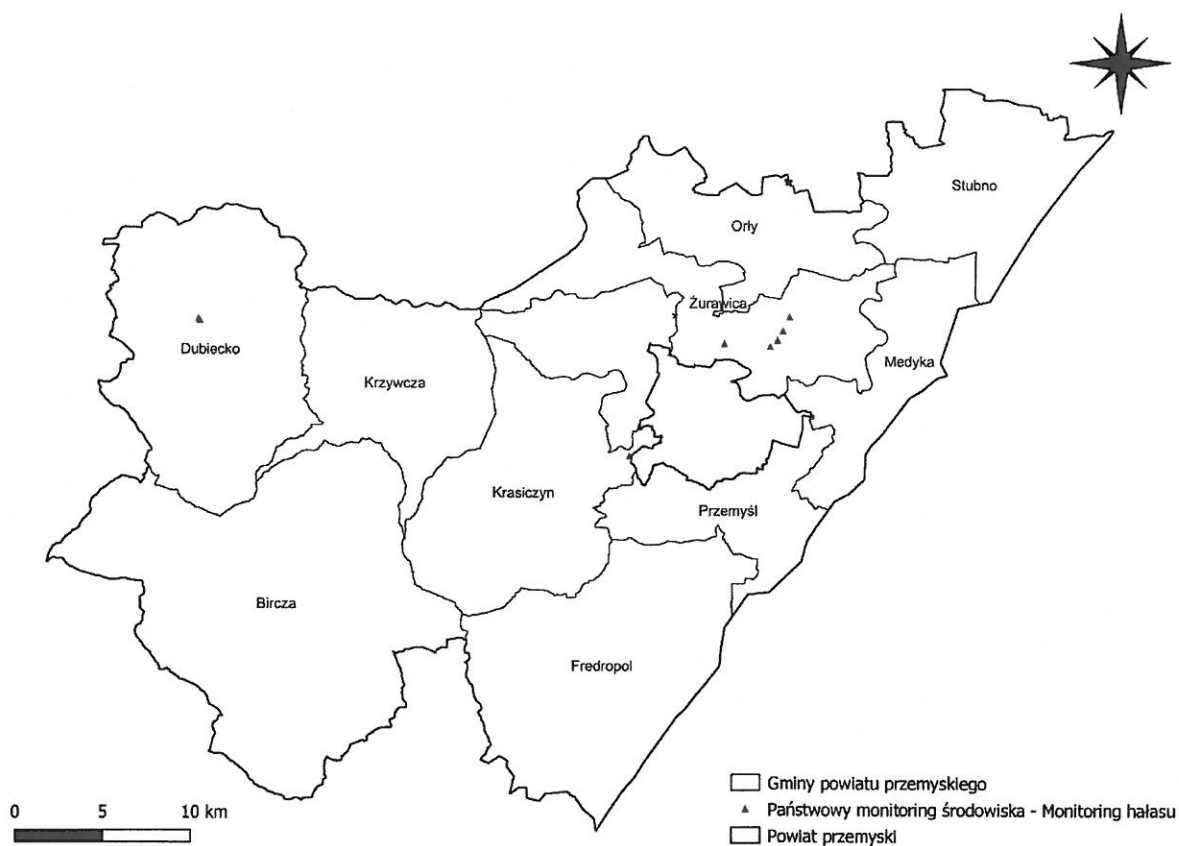 Stubno
Orły
Żurawica
Dubiecko
Medyka
Krzywcza
Krasiczyn
Przemyśl
Bircza
Fredropol
Gminy powiatu przemyskiego
0 5 10 km
Państwowy monitoring środowiska - Monitoring hałasu
Powiat przemyski